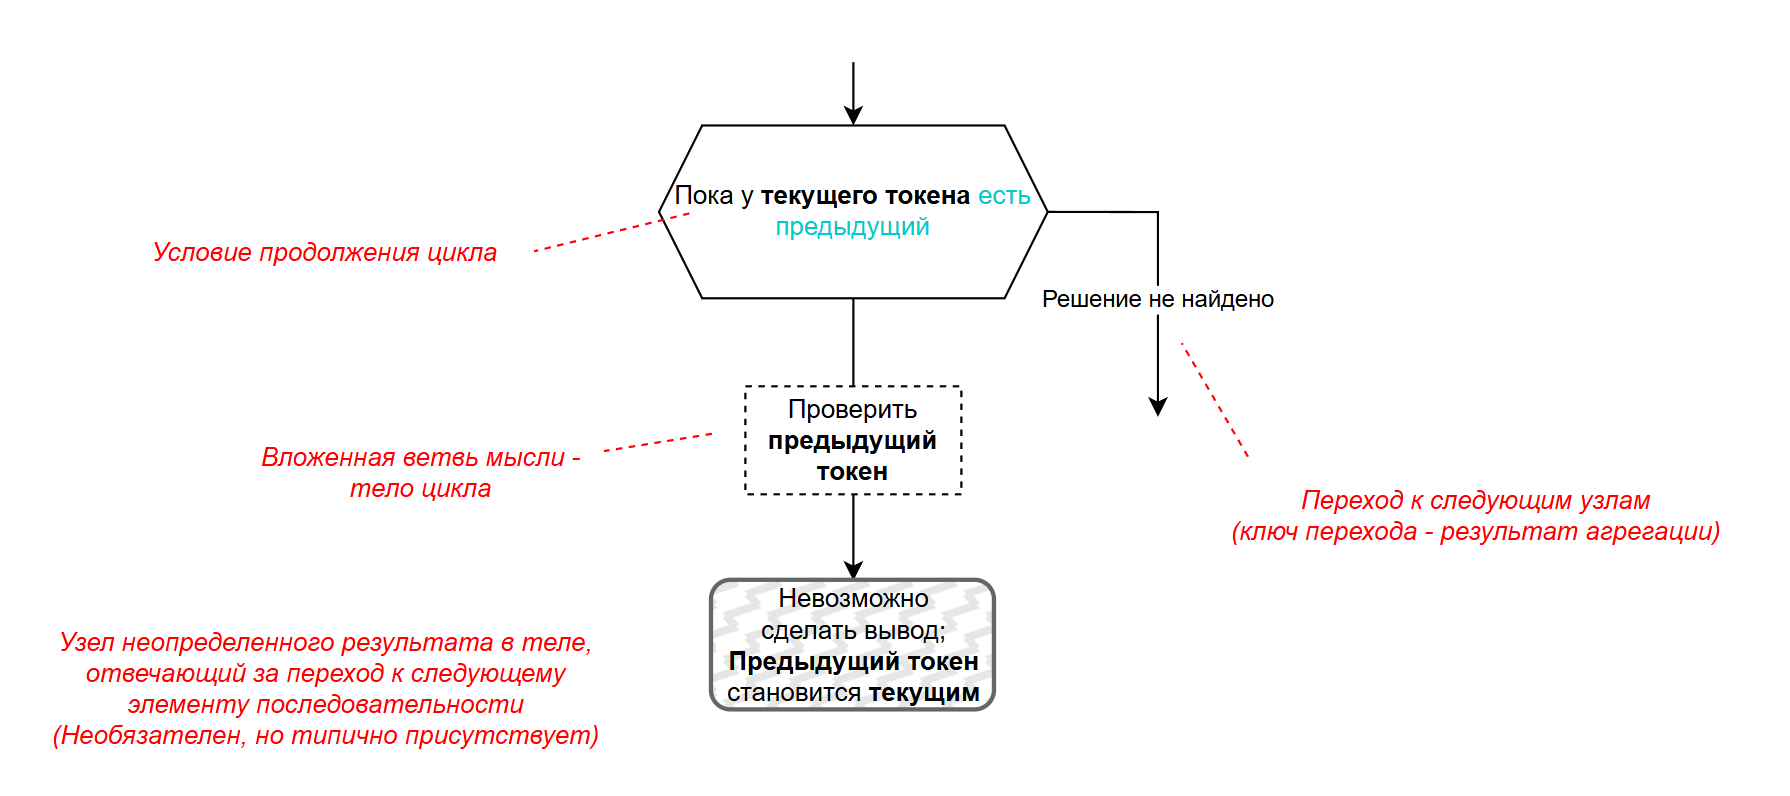 Пока у текущего токена есть
предыдущий
Условие продолжения цикла
Решение не найдено
Проверить
предыдущий
токен
Вложенная ветвь мысли -
тело цикла
Переход к следующим узлам
(ключ перехода - результат агрегации)
Невозможно
сделать вывод;
Предыдущий токен
становится текущим
Узел неопределенного результата в теле,
отвечающий за переход к следующему
элементу последовательности
(Необязателен, но типично присутствует)